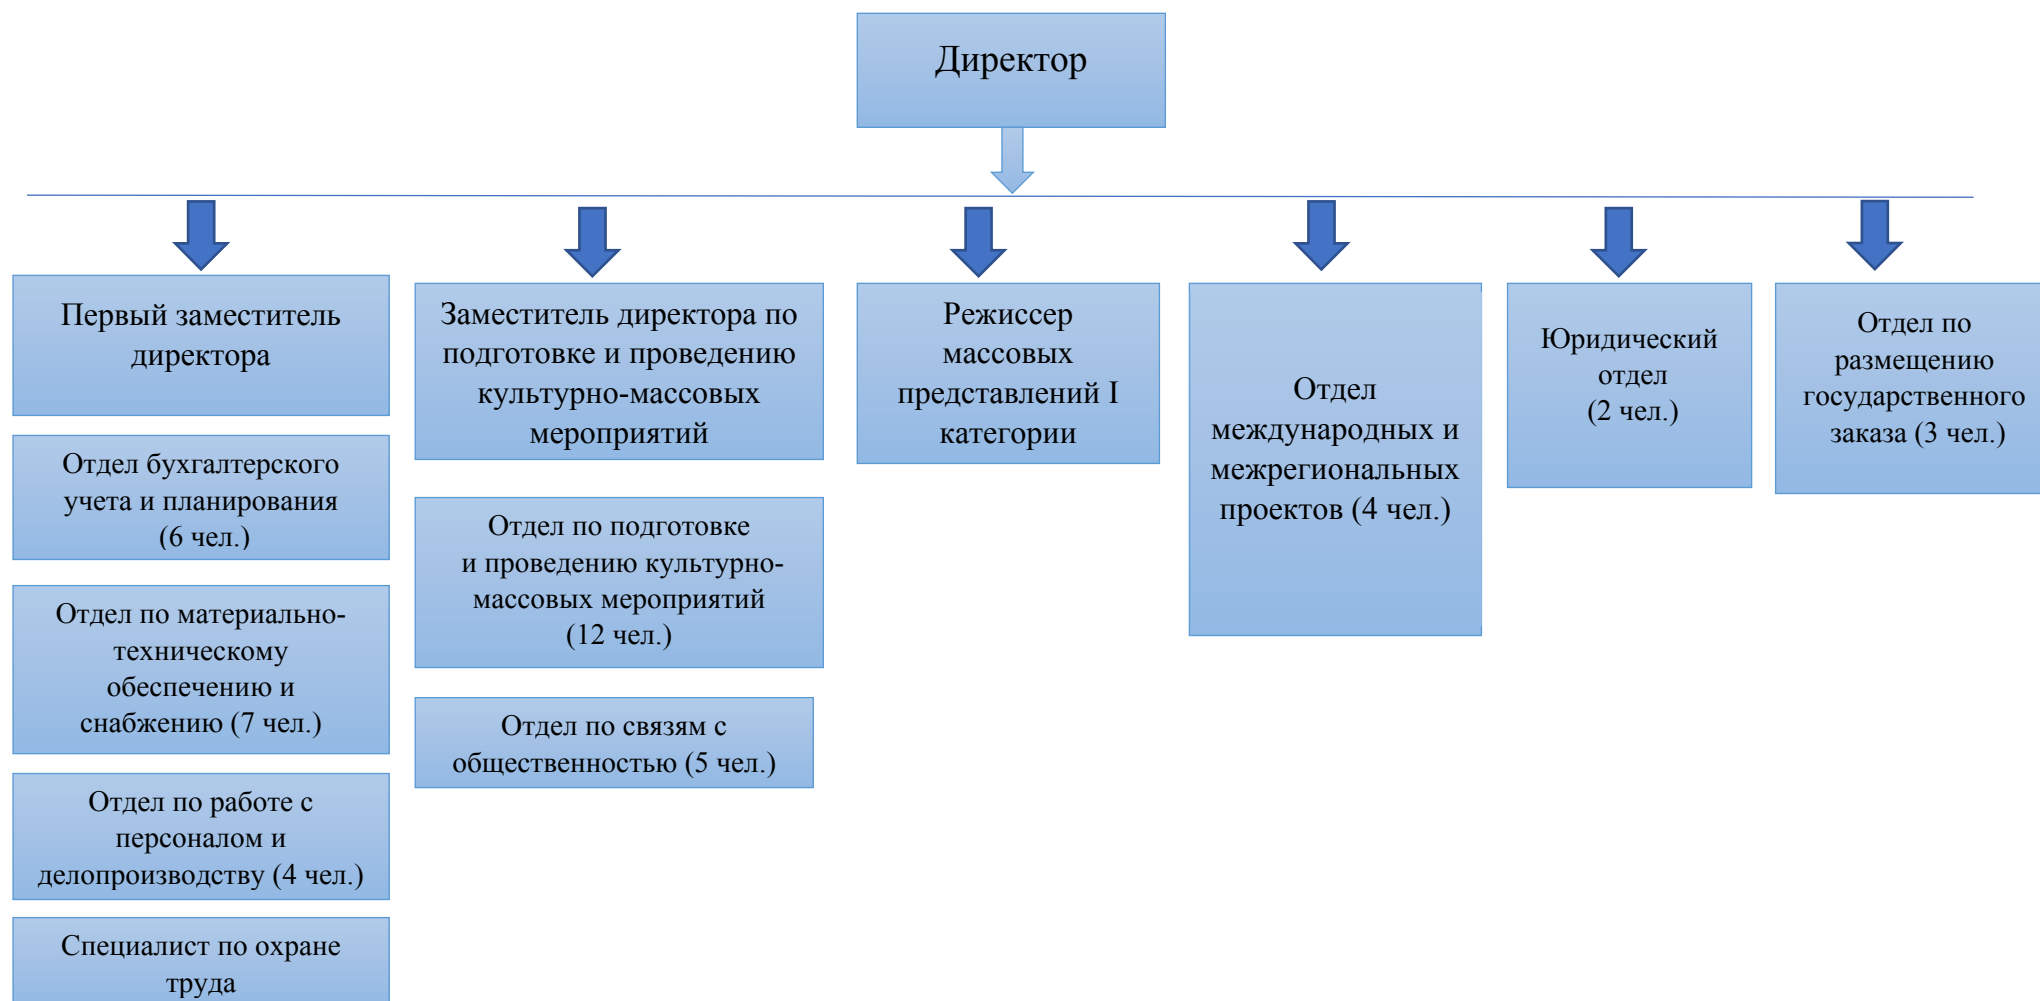 Директор
Первый заместитель
директора
Отдел бухгалтерского
учета и планирования
(6 чел.)
Отдел по материально-
техническому
обеспечению и
снабжению (7 чел.)
Отдел по работе с
персоналом и
делопроизводству (4 чел.)
Специалист по охране
труда
Заместитель директора по
подготовке и проведению
культурно-массовых
мероприятий
Отдел по подготовке
и проведению культурно-
массовых мероприятий
(12 чел.)
Отдел по связям с
общественностью (5 чел.)
Режиссер
массовых
представлений I
категории
Отдел
международных и
межрегиональных
проектов (4 чел.)
Юридический
отдел
(2 чел.)
Отдел по
размещению
государственного
заказа (3 чел.)